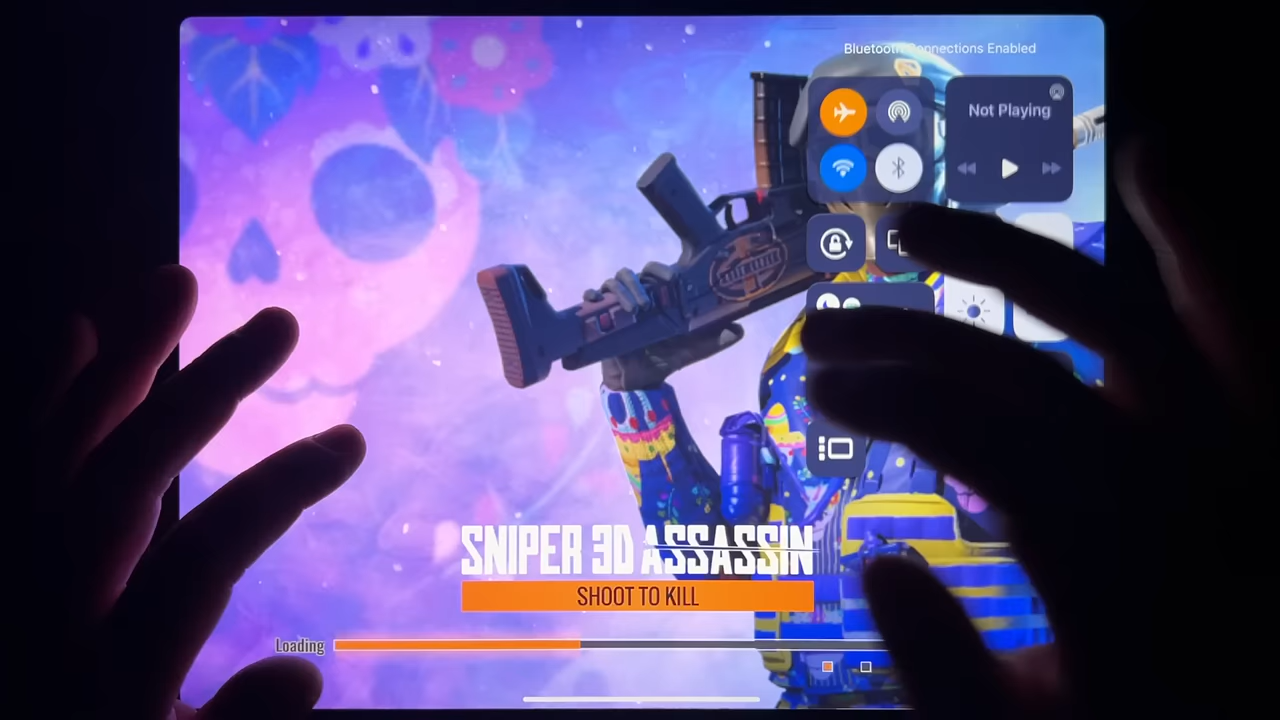 Bluetooth Connections Enabled
Not Playing
SNIPER 3D ASSASSIN
SHOOT TO KILL
Loading